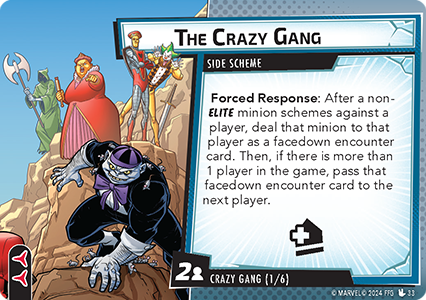 THE CRAZY GANG
SIDE SCHEME
Forced Response: After a non-
ELITE minion schemes against a
player, deal that minion to that
player as a facedown encounter
card. Then, if there is more than
1 player in the game, pass that
facedown encounter card to the
next player.
2
CRAZY GANG (1/6)
© MARVEL © 2024 FFG 33